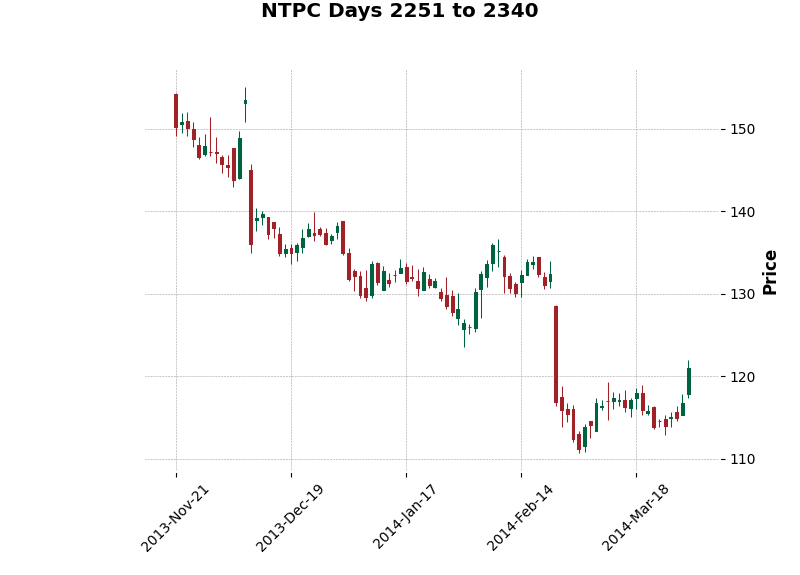 NTPC Days 2251 to 2340
150
140
130
120
110
Price
2013-Nov-21
2013-Dec-19
2014-Jan-17
2014-Feb-14
2014-Mar-18